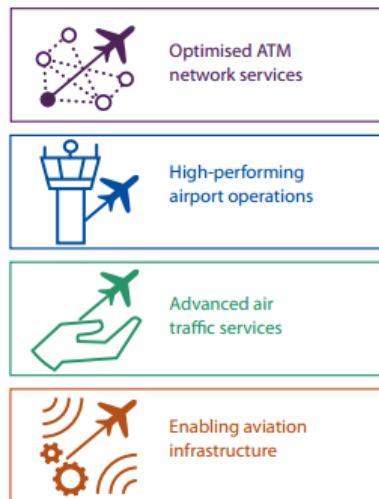 Optimised ATM
network services
High-performing
airport operations
Advanced air
traffic services
Enabling aviation
infrastructure